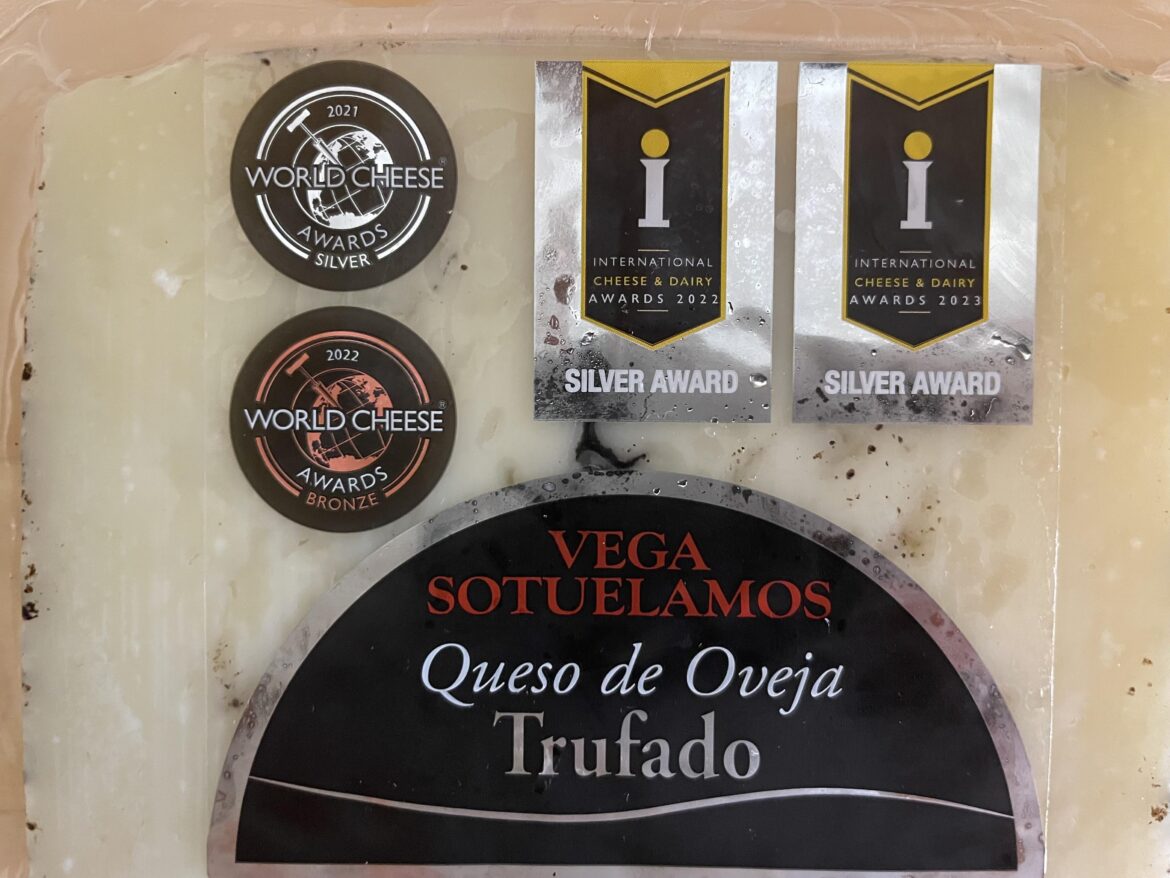 2021
WORLD CHEESE®
AWARDS
SILVER
2022
WORLD CHEESE®
AWARDS
BRONZE
i
INTERNATIONAL
CHEESE & DAIRY
AWARDS 2022
SILVER AWARD
i
INTERNATIONAL
CHEESE & DAIRY
AWARDS 2023
SILVER AWARD
VEGA
SOTUELAMOS
Queso de Oveja
Trufado